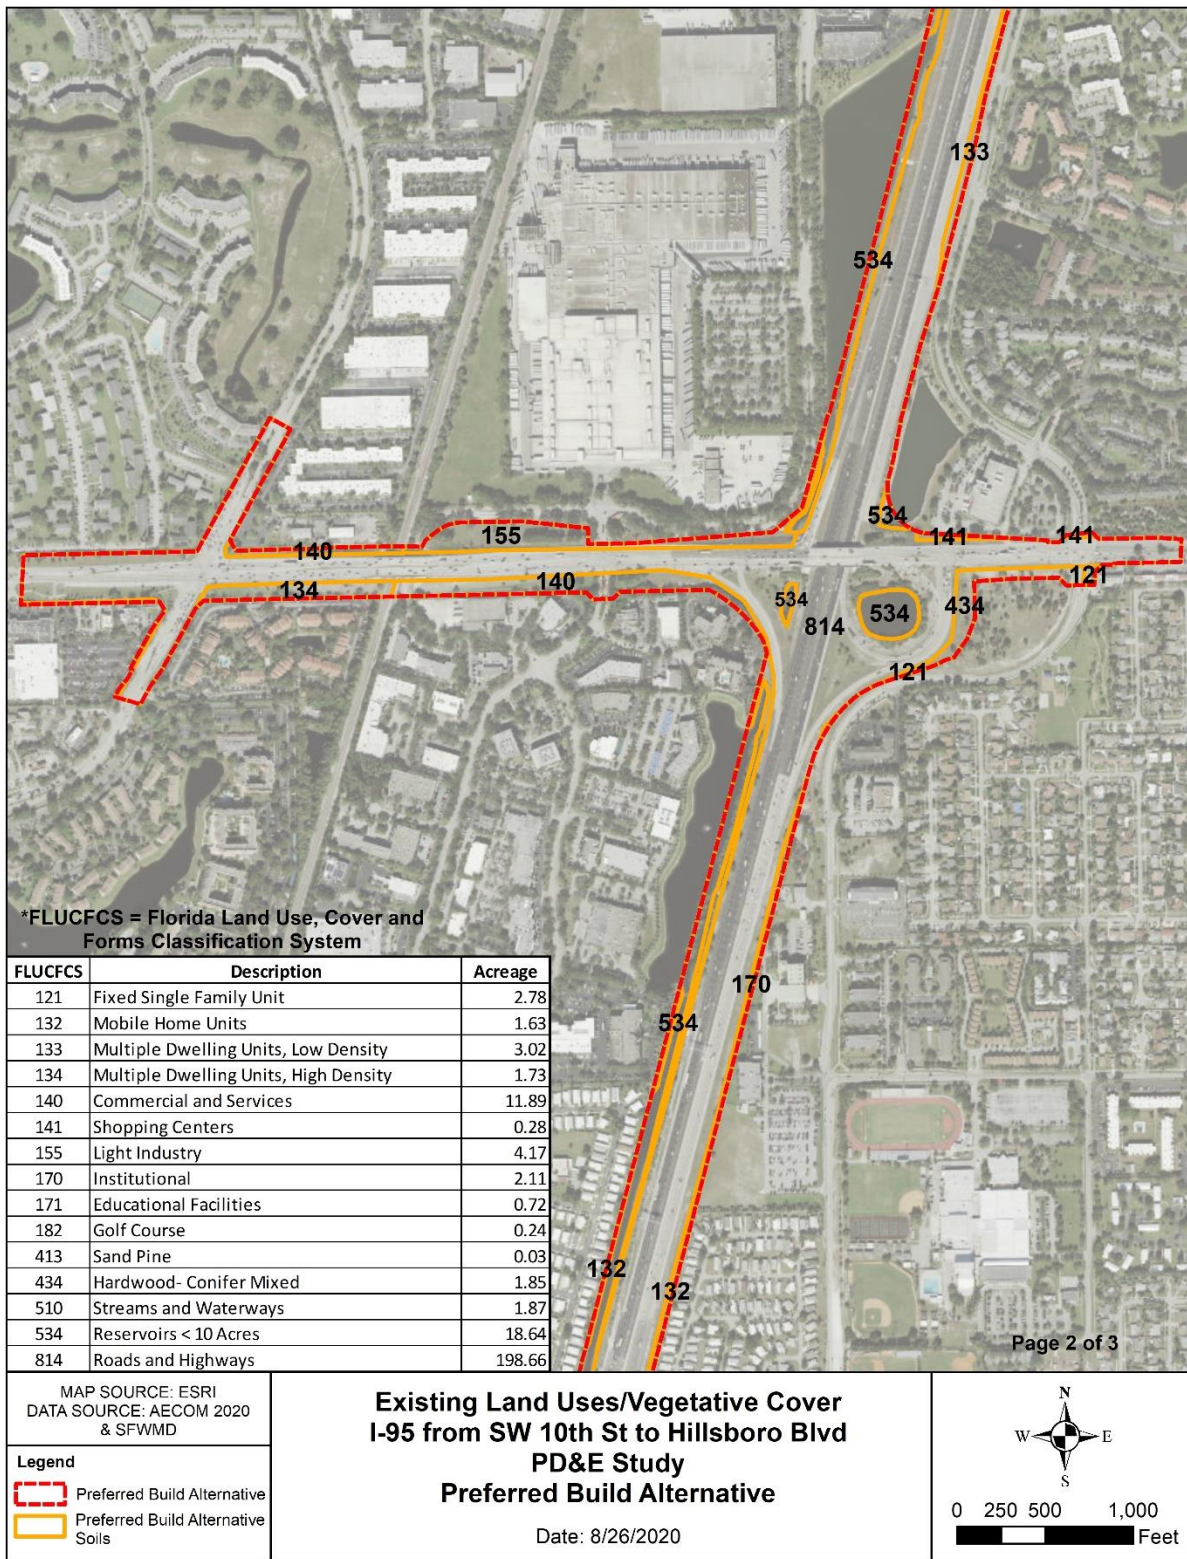 133
534
534
141
141
155
140
140
134
121
534
534
434
814
121
170
534
132
132
*FLUCFCS = Florida Land Use, Cover and
Forms Classification System
FLUCFCS Description Acreage
121 Fixed Single Family Unit 2.78
132 Mobile Home Units 1.63
133 Multiple Dwelling Units, Low Density 3.02
134 Multiple Dwelling Units, High Density 1.73
140 Commercial and Services 11.89
141 Shopping Centers 0.28
155 Light Industry 4.17
170 Institutional 2.11
171 Educational Facilities 0.72
182 Golf Course 0.24
413 Sand Pine 0.03
434 Hardwood- Conifer Mixed 1.85
510 Streams and Waterways 1.87
534 Reservoirs < 10 Acres 18.64
814 Roads and Highways 198.66
Page 2 of 3
MAP SOURCE: ESRI
DATA SOURCE: AECOM 2020
& SFWMD
Legend
Preferred Build Alternative
Preferred Build Alternative
Soils
Existing Land Uses/Vegetative Cover
I-95 from SW 10th St to Hillsboro Blvd
PD&E Study
Preferred Build Alternative
Date: 8/26/2020
N
W E
S
0 250 500 1,000
Feet